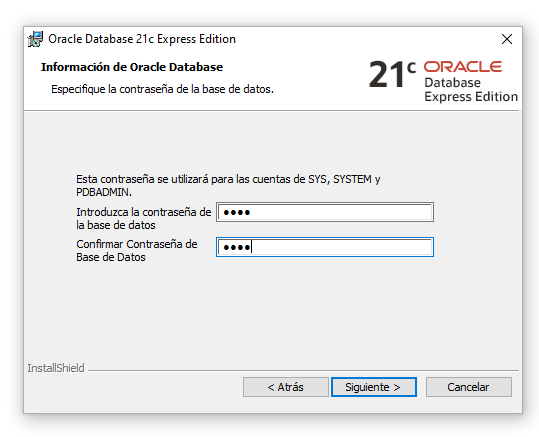 Oracle Database 21c Express Edition
Información de Oracle Database
Especifique la contraseña de la base de datos.
21c ORACLE
Database
Express Edition
Esta contraseña se utilizará para las cuentas de SYS, SYSTEM y
PDBADMIN.
Introduzca la contraseña de
la base de datos
••••
Confirmar Contraseña de
Base de Datos
••••
InstallShield
< Atrás
Siguiente >
Cancelar